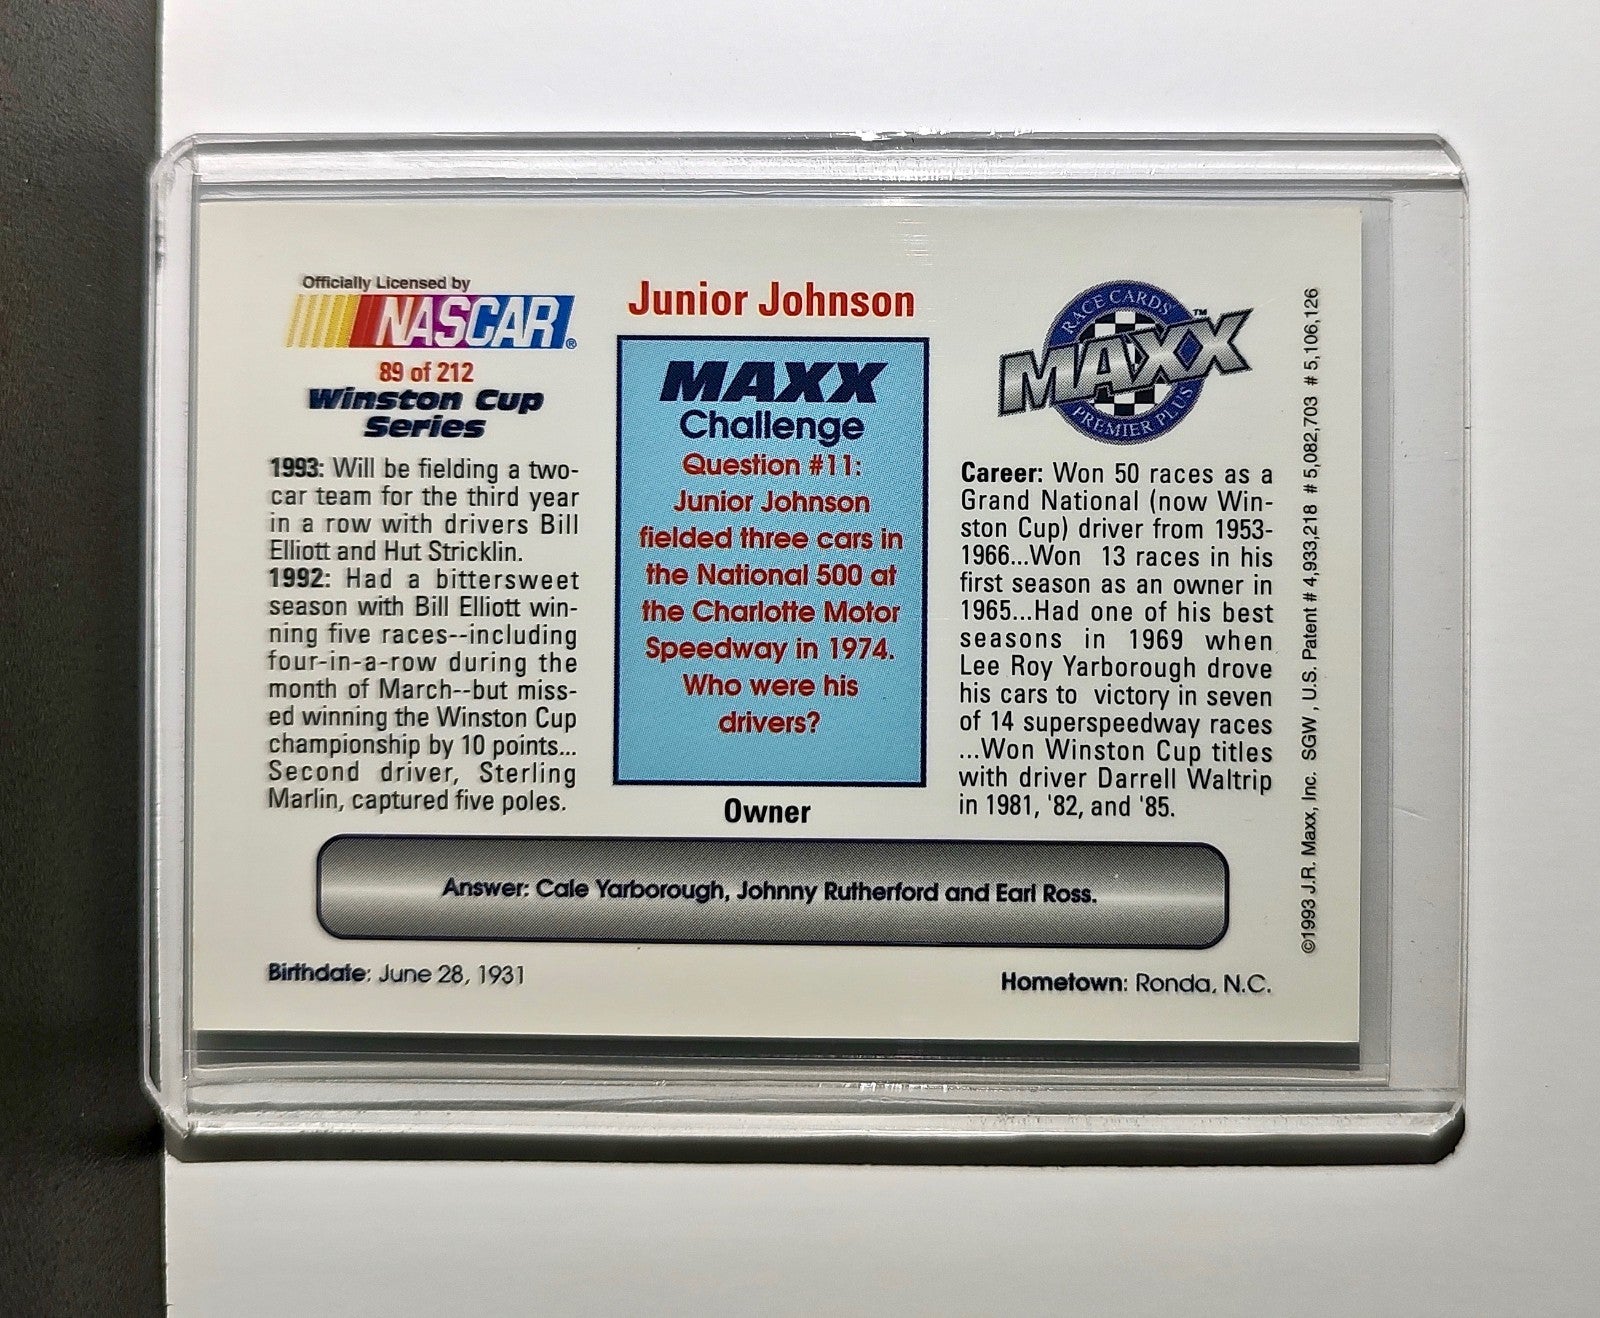 Officially Licensed by
NASCAR®
89 of 212
Winston Cup
Series
1993: Will be fielding a two-
car team for the third year
in a row with drivers Bill
Elliott and Hut Stricklin.
1992: Had a bittersweet
season with Bill Elliott win-
ning five races--including
four-in-a-row during the
month of March--but miss-
ed winning the Winston Cup
championship by 10 points...
Second driver, Sterling
Marlin, captured five poles.
Junior Johnson
MAXX
Challenge
Question #11:
Junior Johnson
fielded three cars in
the National 500 at
the Charlotte Motor
Speedway in 1974.
Who were his
drivers?
Owner
RACE CARDS
MAXX™
PREMIER PLUS
Career: Won 50 races as a
Grand National (now Win-
ston Cup) driver from 1953-
1966...Won 13 races in his
first season as an owner in
1965...Had one of his best
seasons in 1969 when
Lee Roy Yarborough drove
his cars to victory in seven
of 14 superspeedway races
...Won Winston Cup titles
with driver Darrell Waltrip
in 1981, '82, and '85.
Answer: Cale Yarborough, Johnny Rutherford and Earl Ross.
Birthdate: June 28, 1931
Hometown: Ronda, N.C.
©1993 J.R. Maxx, Inc. SGW, U.S. Patent # 4,933,218 # 5,082,703 # 5,106,126